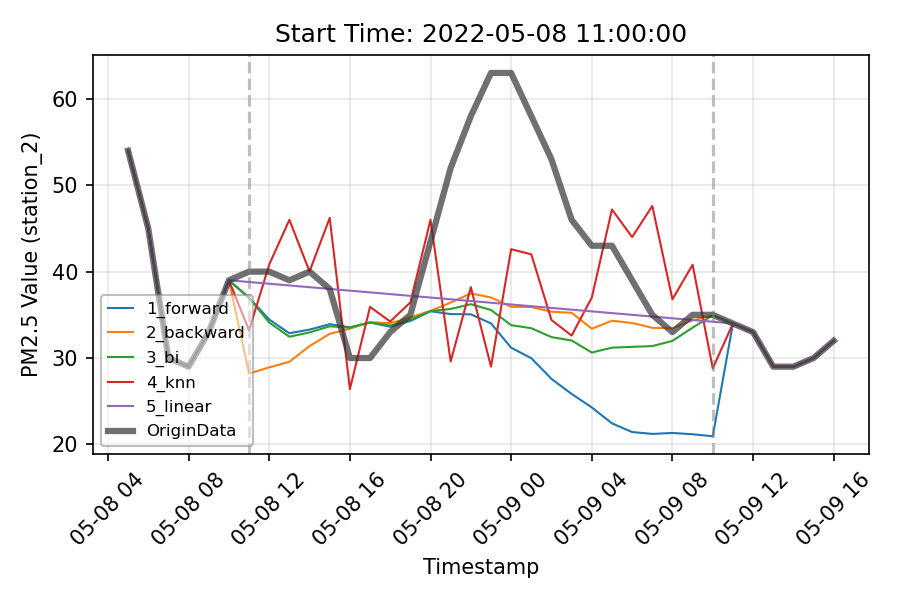 Start Time: 2022-05-08 11:00:00
PM2.5 Value (station_2)
60
50
40
30
20
1_forward
2_backward
3_bi
4_knn
5_linear
OriginData
05-08 04
05-08 08
05-08 12
05-08 16
05-08 20
05-09 00
05-09 04
05-09 08
05-09 12
05-09 16
Timestamp